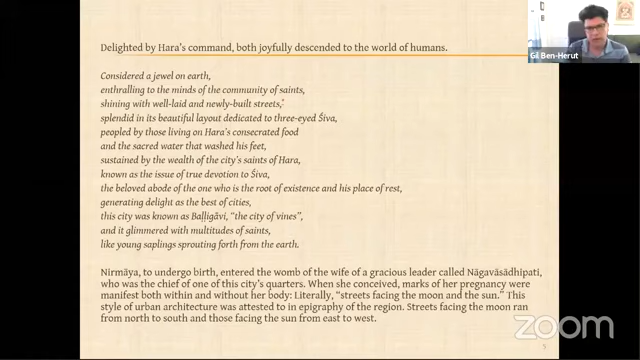 Delighted by Hara's command, both joyfully descended to the world of humans.
Considered a jewel on earth,
enthralling to the minds of the community of saints,
shining with well-laid and newly-built streets,
splendid in its beautiful layout dedicated to three-eyed Śiva,
peopled by those living on Hara's consecrated food
and the sacred water that washed his feet,
sustained by the wealth of the city's saints of Hara,
known as the issue of true devotion to Śiva,
the beloved abode of the one who is the root of existence and his place of rest,
generating delight as the best of cities,
this city was known as Baḷḷigāvi, "the city of vines",
and it glimmered with multitudes of saints,
like young saplings sprouting forth from the earth.
Nirmāya, to undergo birth, entered the womb of the wife of a gracious leader called Nāgavāsādhipati,
who was the chief of one of this city's quarters. When she conceived, marks of her pregnancy were
manifest both within and without her body: Literally, "streets facing the moon and the sun." This
style of urban architecture was attested to in epigraphy of the region. Streets facing the moon ran
from north to south and those facing the sun from east to west.
Gil Ben-Herut
zoom